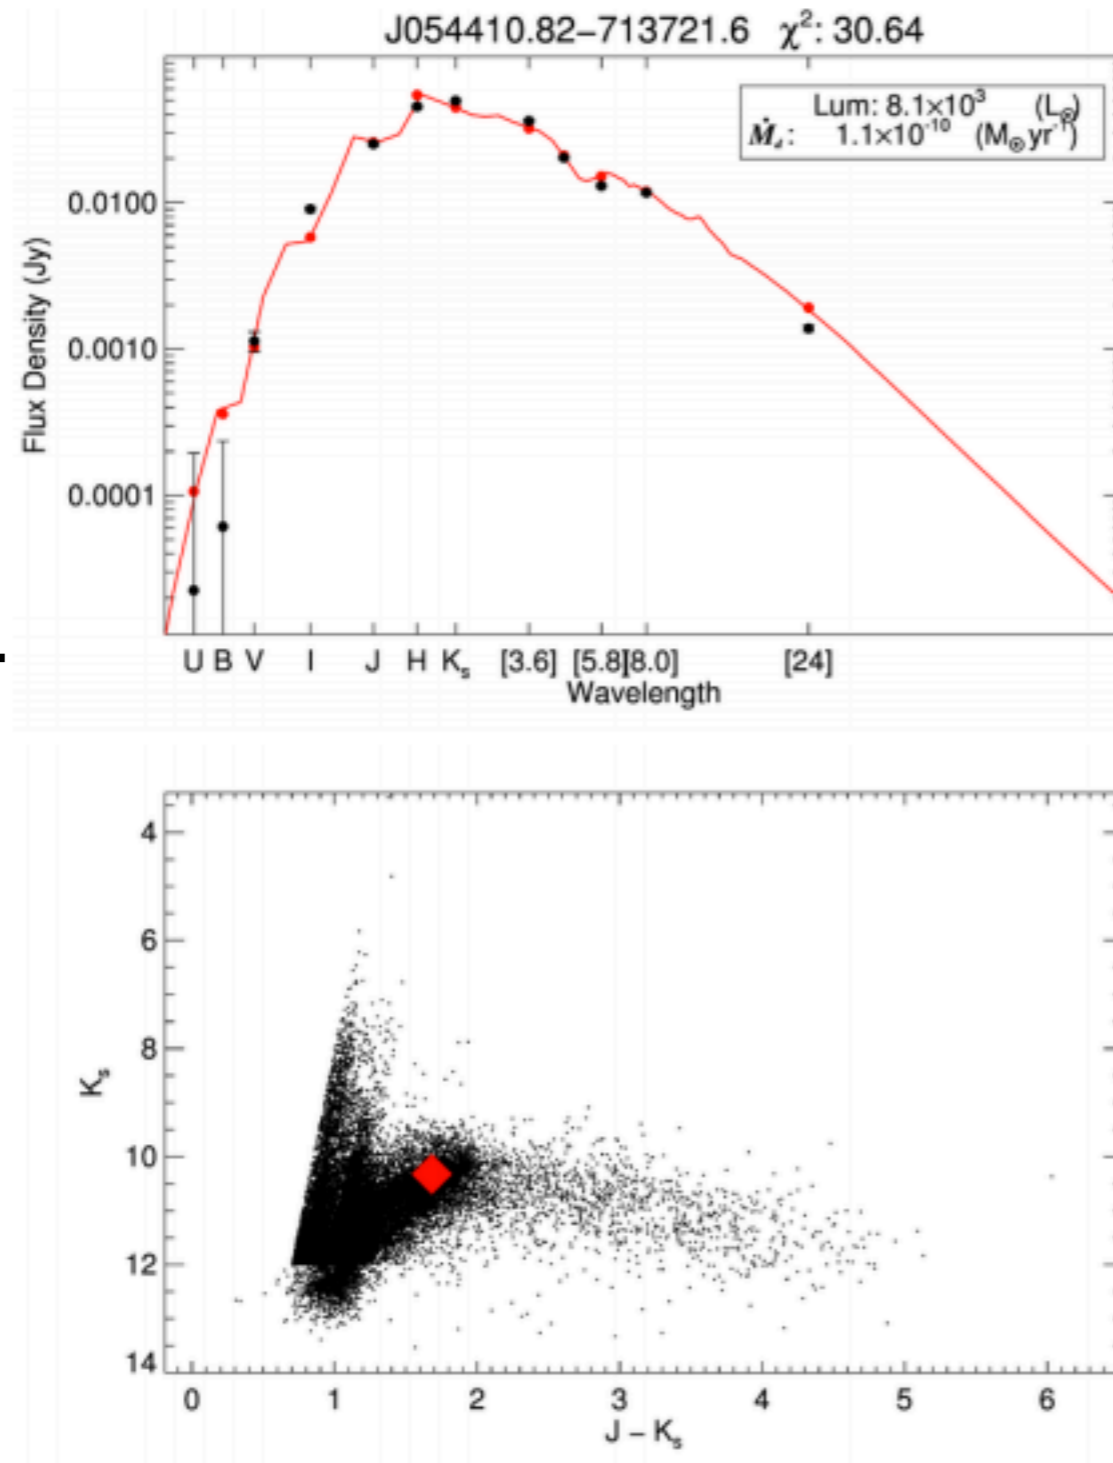 J054410.82−713721.6 χ²: 30.64
Lum: 8.1×10³ (L⊙)
Ṁd: 1.1×10⁻¹⁰ (M⊙ yr⁻¹)
0.0100
0.0010
0.0001
Flux Density (Jy)
U B V I J H Kₛ [3.6] [5.8][8.0] [24]
Wavelength
4
6
8
10
12
14
Kₛ
0 1 2 3 4 5 6
J − Kₛ